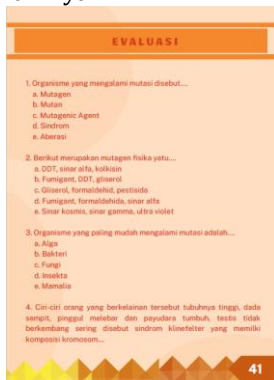 EVALUASI
1. Organisme yang mengalami mutasi disebut....
a. Mutagen
b. Mutan
c. Mutagenic Agent
d. Sindrom
e. Aberasi
2. Berikut merupakan mutagen fisika yatu....
a. DDT, sinar alfa, kolkisin
b. Fumigant, DDT, gliserol
c. Gliserol, formaldehid, pestisida
d. Fumigant, formaldehida, sinar alfa
e. Sinar kosmis, sinar gamma, ultra violet
3. Organisme yang paling mudah mengalami mutasi adalah....
a. Alga
b. Bakteri
c. Fungi
d. Insekta
e. Mamalia
4. Ciri-ciri orang yang berkelainan tersebut tubuhnya tinggi, dada
sempit, pinggul melebar dan payudara tumbuh, testis tidak
berkembang sering disebut sindrom klinefelter yang memilki
komposisi kromosom...
41